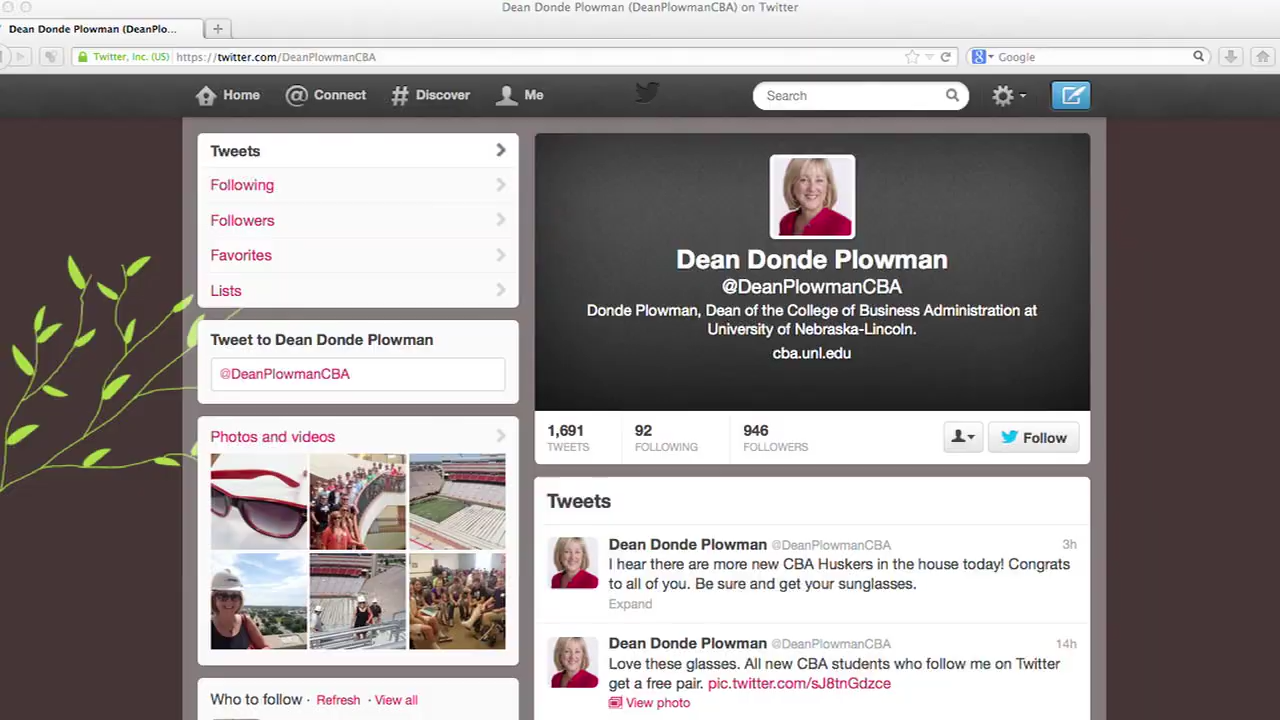 Dean Donde Plowman (DeanPlowmanCBA) on Twitter
Dean Donde Plowman (DeanPlo...
Twitter, Inc. (US) https://twitter.com/DeanPlowmanCBA
Google
Home
Connect
Discover
Me
Search
Tweets
Following
Followers
Favorites
Lists
Tweet to Dean Donde Plowman
@DeanPlowmanCBA
Photos and videos
Who to follow · Refresh · View all
Dean Donde Plowman
@DeanPlowmanCBA
Donde Plowman, Dean of the College of Business Administration at
University of Nebraska-Lincoln.
cba.unl.edu
1,691 92 946
TWEETS FOLLOWING FOLLOWERS
Follow
Tweets
Dean Donde Plowman @DeanPlowmanCBA 3h
I hear there are more new CBA Huskers in the house today! Congrats
to all of you. Be sure and get your sunglasses.
Expand
Dean Donde Plowman @DeanPlowmanCBA 14h
Love these glasses. All new CBA students who follow me on Twitter
get a free pair. pic.twitter.com/sJ8tnGdzce
View photo